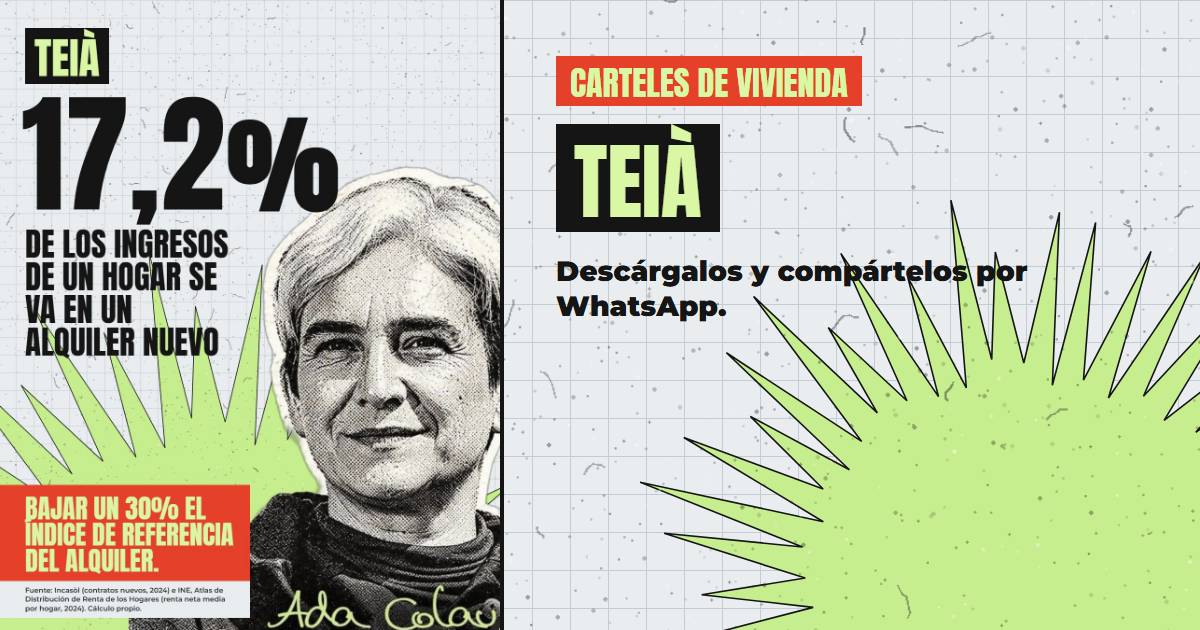 TEIÀ
17,2%
DE LOS INGRESOS
DE UN HOGAR SE
VA EN UN
ALQUILER NUEVO
BAJAR UN 30% EL
ÍNDICE DE REFERENCIA
DEL ALQUILER.
Fuente: Incasòl (contratos nuevos, 2024) e INE, Atlas de
Distribución de Renta de los Hogares (renta neta media
por hogar, 2024). Cálculo propio.
Ada Colau
CARTELES DE VIVIENDA
TEIÀ
Descárgalos y compártelos por
WhatsApp.